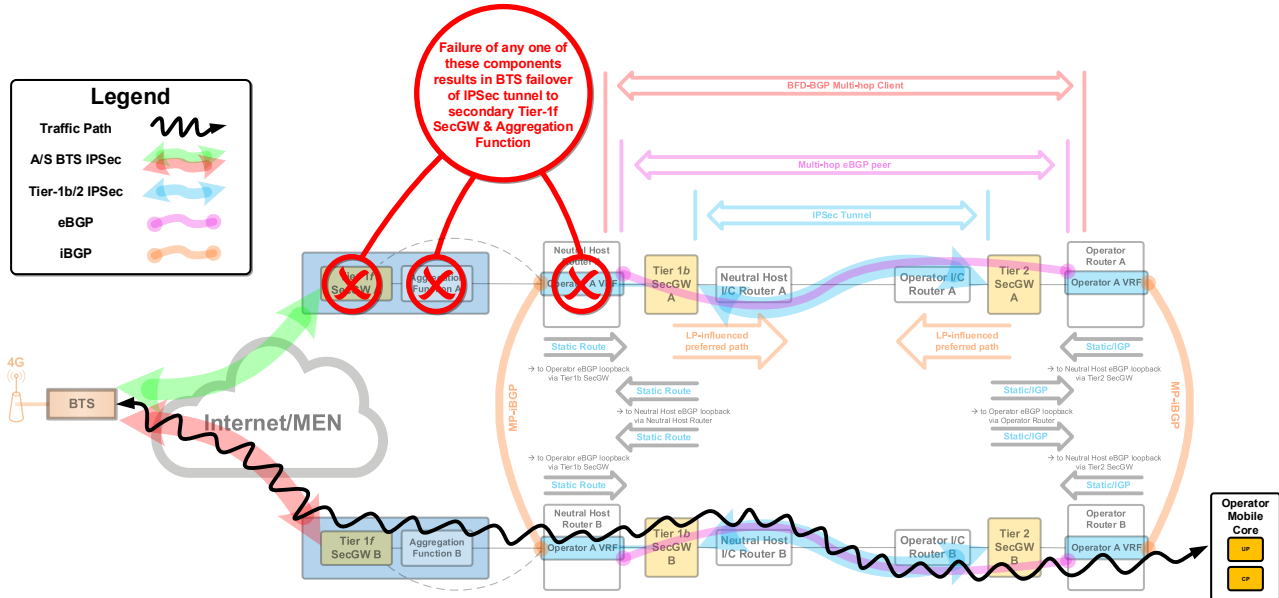 Failure of any one of
these components
results in BTS failover
of IPSec tunnel to
secondary Tier-1f
SecGW & Aggregation
Function
Legend
Traffic Path
A/S BTS IPSec
Tier-1b/2 IPSec
eBGP
iBGP
BFD-BGP Multi-hop Client
Multi-hop eBGP peer
IPSec Tunnel
Tier 1f
SecGW
Aggregation
Function A
Neutral Host
Router
Operator A VRF
Tier 1b
SecGW
A
Neutral Host
I/C Router A
Operator I/C
Router A
Tier 2
SecGW
A
Operator
Router A
Operator A VRF
LP-influenced
preferred path
LP-influenced
preferred path
Static Route
→ to Operator eBGP loopback
via Tier1b SecGW
Static Route
→ to Neutral Host eBGP loopback
via Neutral Host Router
Static Route
→ to Operator eBGP loopback
via Tier1b SecGW
Static Route
Static/IGP
→ to Neutral Host eBGP loopback
via Tier2 SecGW
Static/IGP
→ to Operator eBGP loopback
via Operator Router
Static/IGP
→ to Neutral Host eBGP loopback
via Tier2 SecGW
Static/IGP
MP-iBGP
MP-iBGP
4G
BTS
Internet/MEN
Tier 1f
SecGW B
Aggregation
Function B
Neutral Host
Router B
Operator A VRF
Tier 1b
SecGW
B
Neutral Host
I/C Router B
Operator I/C
Router B
Tier 2
SecGW
B
Operator
Router B
Operator A VRF
Operator
Mobile
Core
UP
CP